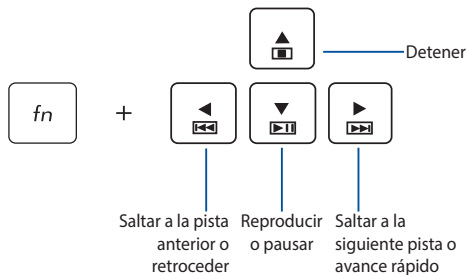 Detener
fn
+
Saltar a la pista
anterior o
retroceder
Reproducir
o pausar
Saltar a la
siguiente pista o
avance rápido